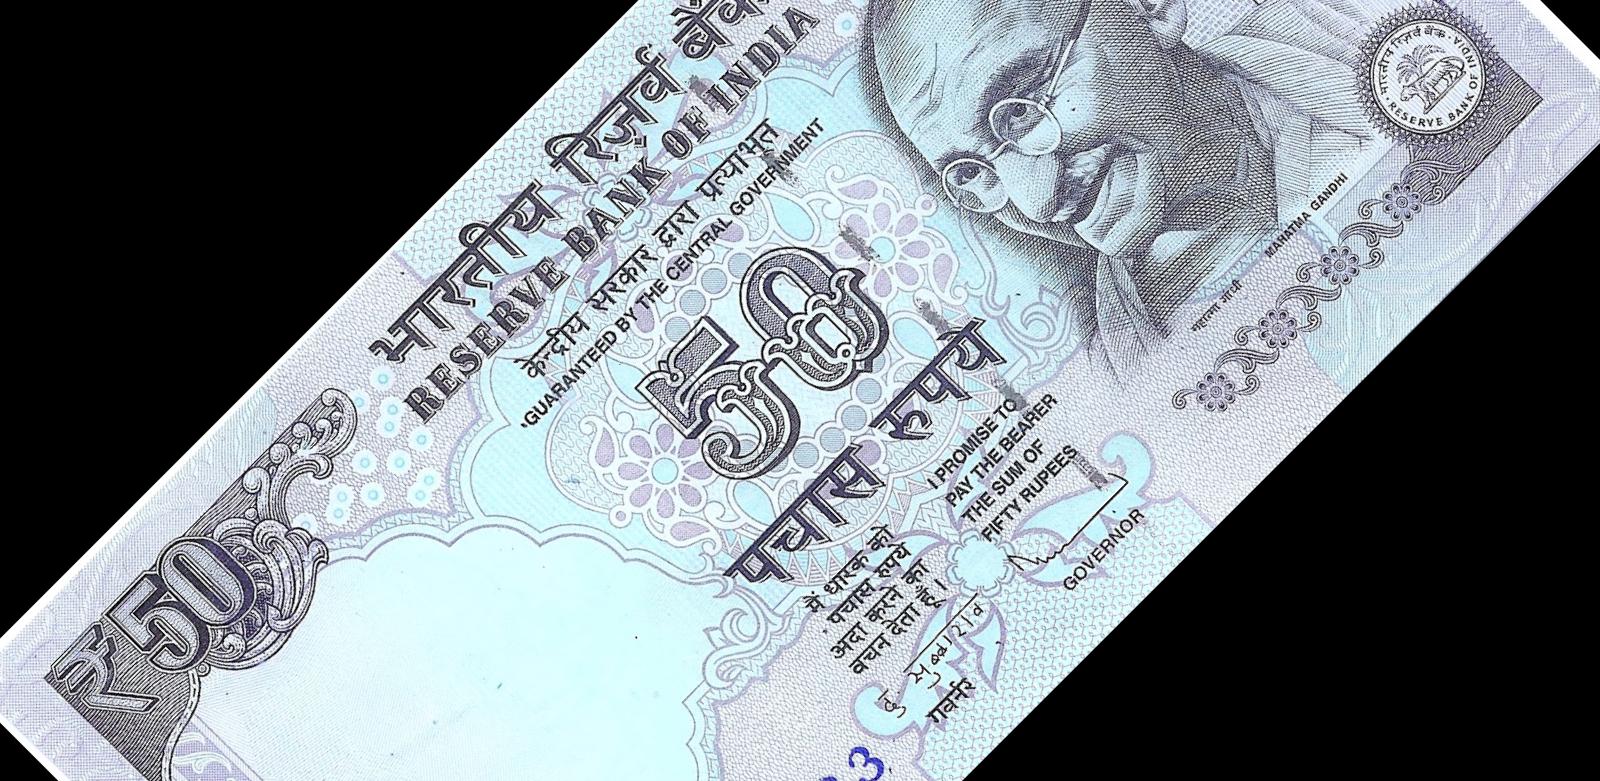 भारतीय रिज़र्व बैंक
RESERVE BANK OF INDIA
केन्द्रीय सरकार द्वारा प्रत्याभूत
GUARANTEED BY THE CENTRAL GOVERNMENT
50
पचास रुपये
I PROMISE TO
PAY THE BEARER
THE SUM OF
FIFTY RUPEES
GOVERNOR
मैं धारक को
पचास रुपये
अदा करने का
वचन देता हूँ।
गवर्नर
₹50
महात्मा गांधी
MAHATMA GANDHI
भारतीय रिज़र्व बैंक
RESERVE BANK OF INDIA
3